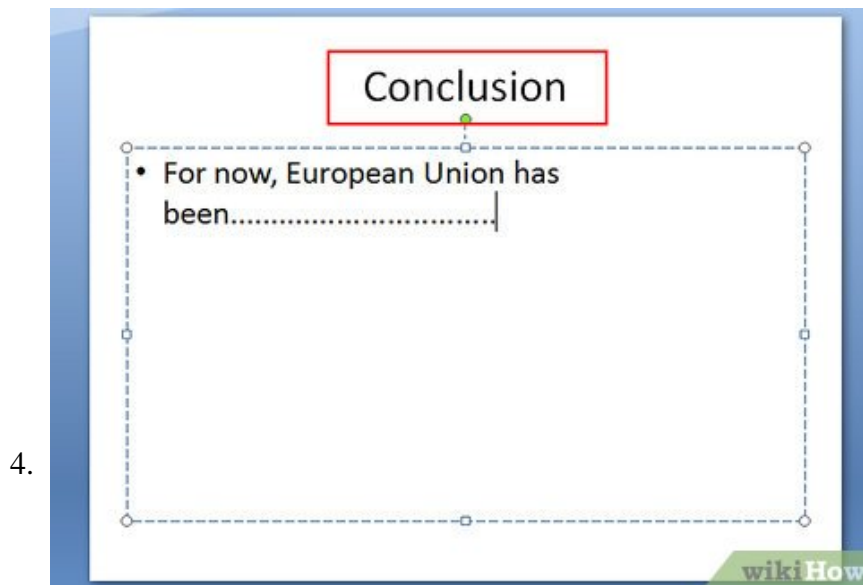 Conclusion
• For now, European Union has
been.................................
4.
wikiHow